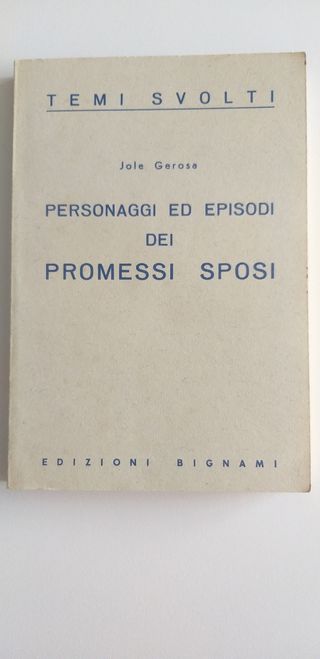 TEMI SVOLTI
Jole Gerosa
PERSONAGGI ED EPISODI
DEI
PROMESSI SPOSI
EDIZIONI BIGNAMI